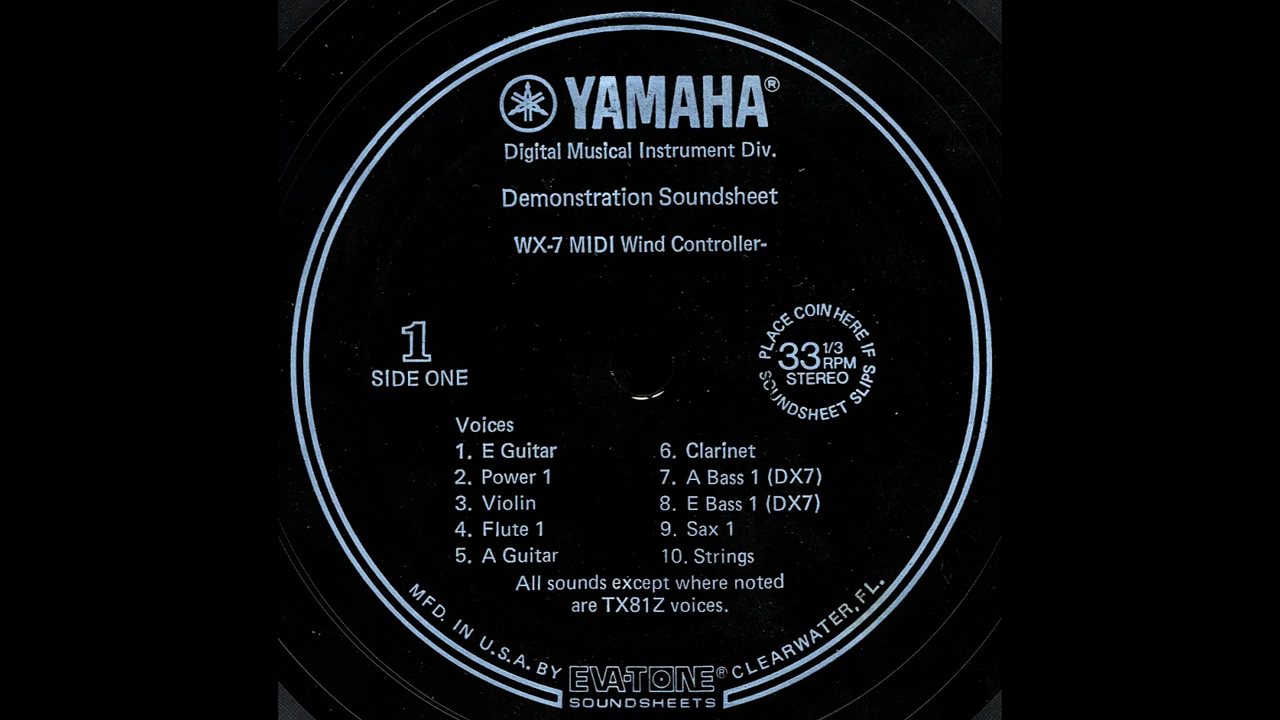 YAMAHA®
Digital Musical Instrument Div.
Demonstration Soundsheet
WX-7 MIDI Wind Controller-
1
SIDE ONE
PLACE COIN HERE IF
SOUNDSHEET SLIPS
33 1/3
RPM
STEREO
Voices
1. E Guitar
2. Power 1
3. Violin
4. Flute 1
5. A Guitar
6. Clarinet
7. A Bass 1 (DX7)
8. E Bass 1 (DX7)
9. Sax 1
10. Strings
All sounds except where noted
are TX81Z voices.
MFD. IN U.S.A. BY EVA-TONE® CLEARWATER, FL.
SOUNDSHEETS